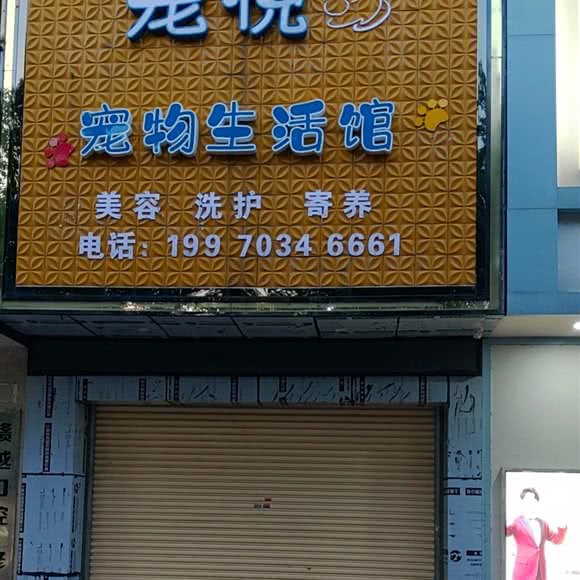 宠悦
宠物生活馆
美容 洗护 寄养
电话：199 7034 6661